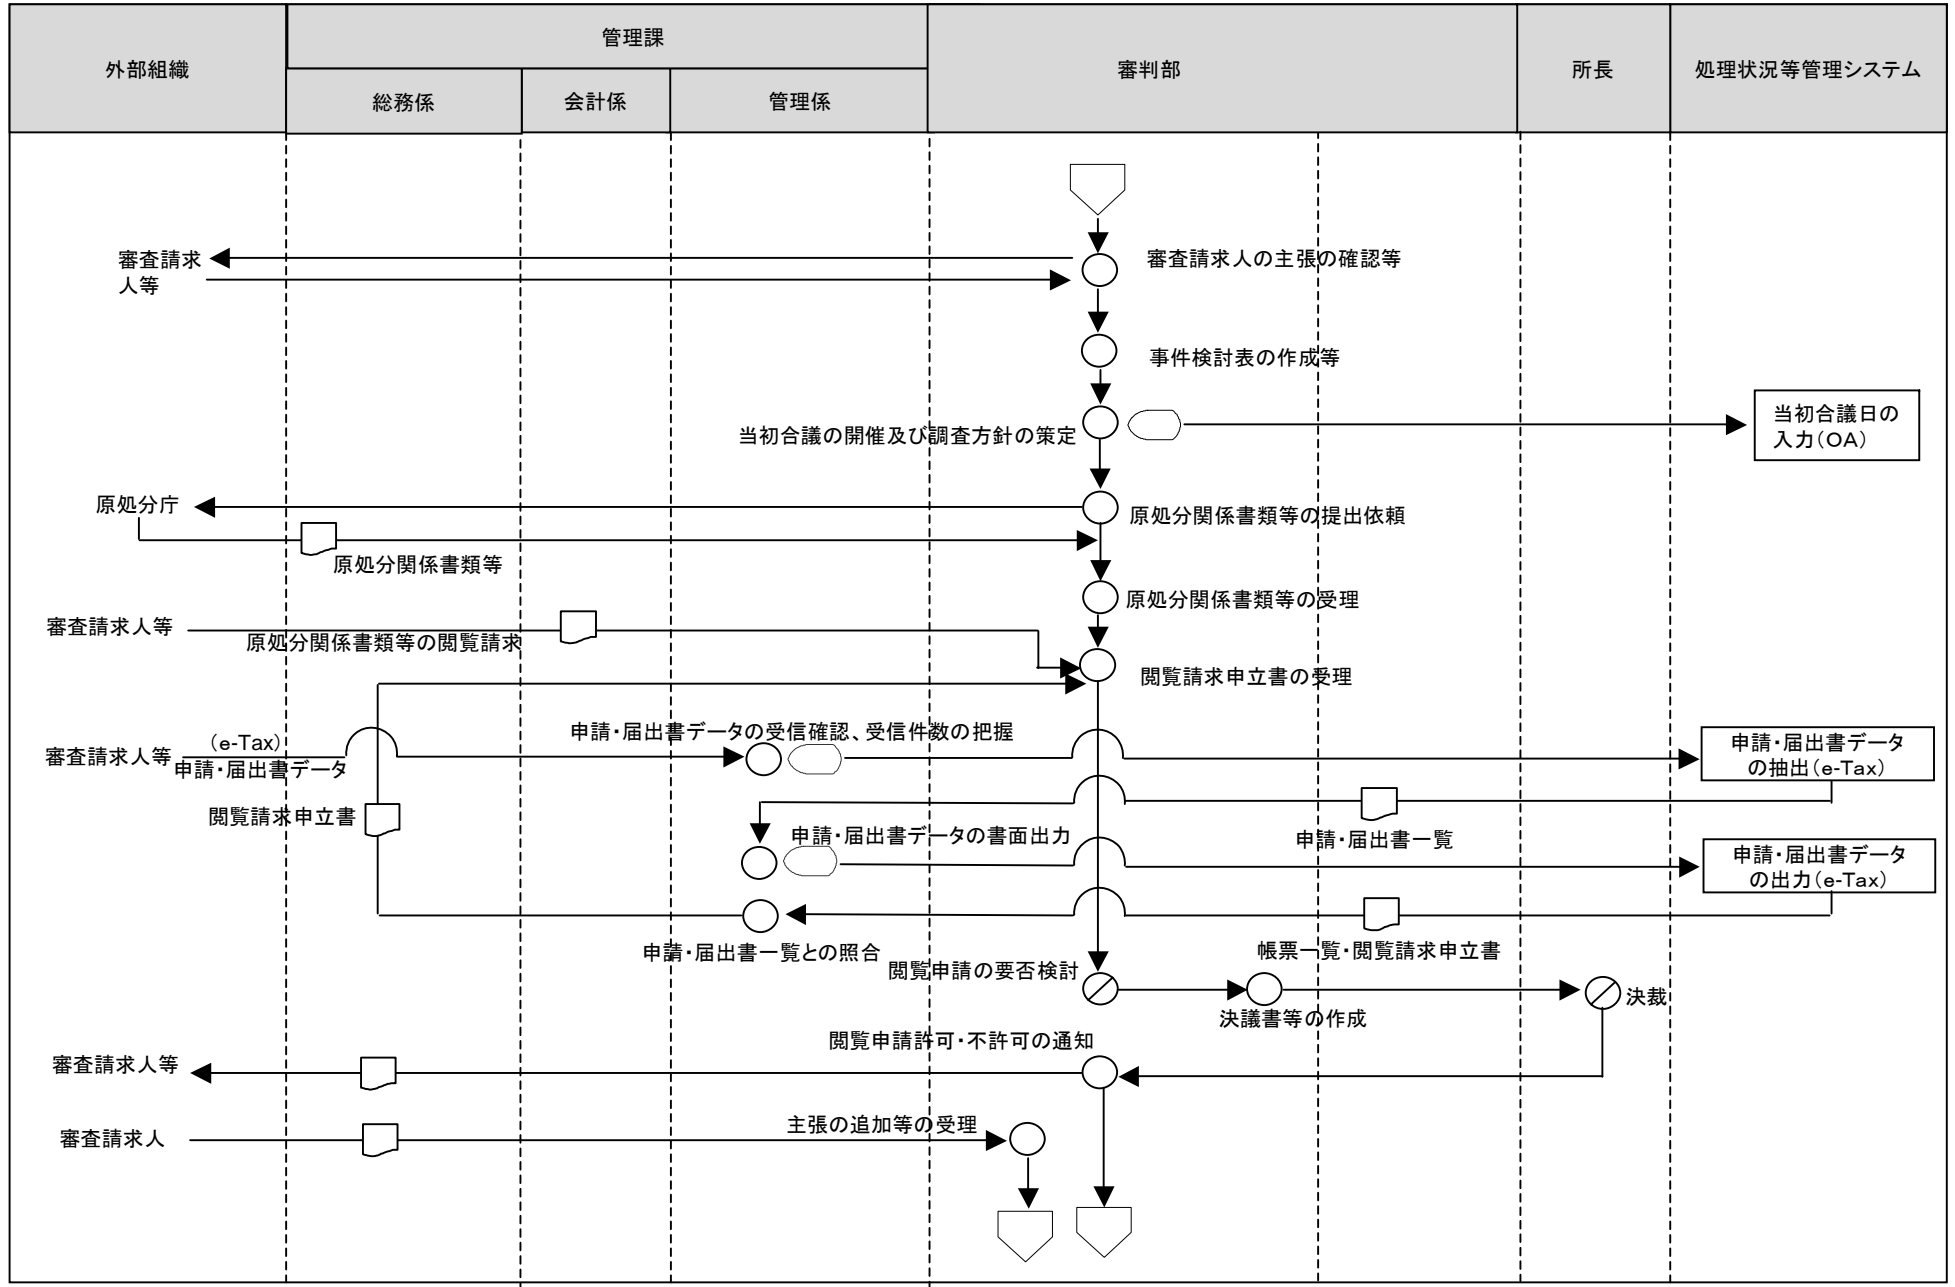 外部組織
管理課
総務係
会計係
管理係
審判部
所長
処理状況等管理システム
審査請求
人等
審査請求人の主張の確認等
事件検討表の作成等
当初合議の開催及び調査方針の策定
当初合議日の
入力(OA)
原処分庁
原処分関係書類等の提出依頼
原処分関係書類等
原処分関係書類等の受理
審査請求人等
原処分関係書類等の閲覧請求
閲覧請求申立書の受理
審査請求人等
(e-Tax)
申請・届出書データ
申請・届出書データの受信確認、受信件数の把握
申請・届出書データ
の抽出(e-Tax)
閲覧請求申立書
申請・届出書データの書面出力
申請・届出書一覧
申請・届出書データ
の出力(e-Tax)
申請・届出書一覧との照合
帳票一覧・閲覧請求申立書
閲覧申請の要否検討
決議書等の作成
決裁
閲覧申請許可・不許可の通知
審査請求人等
主張の追加等の受理
審査請求人